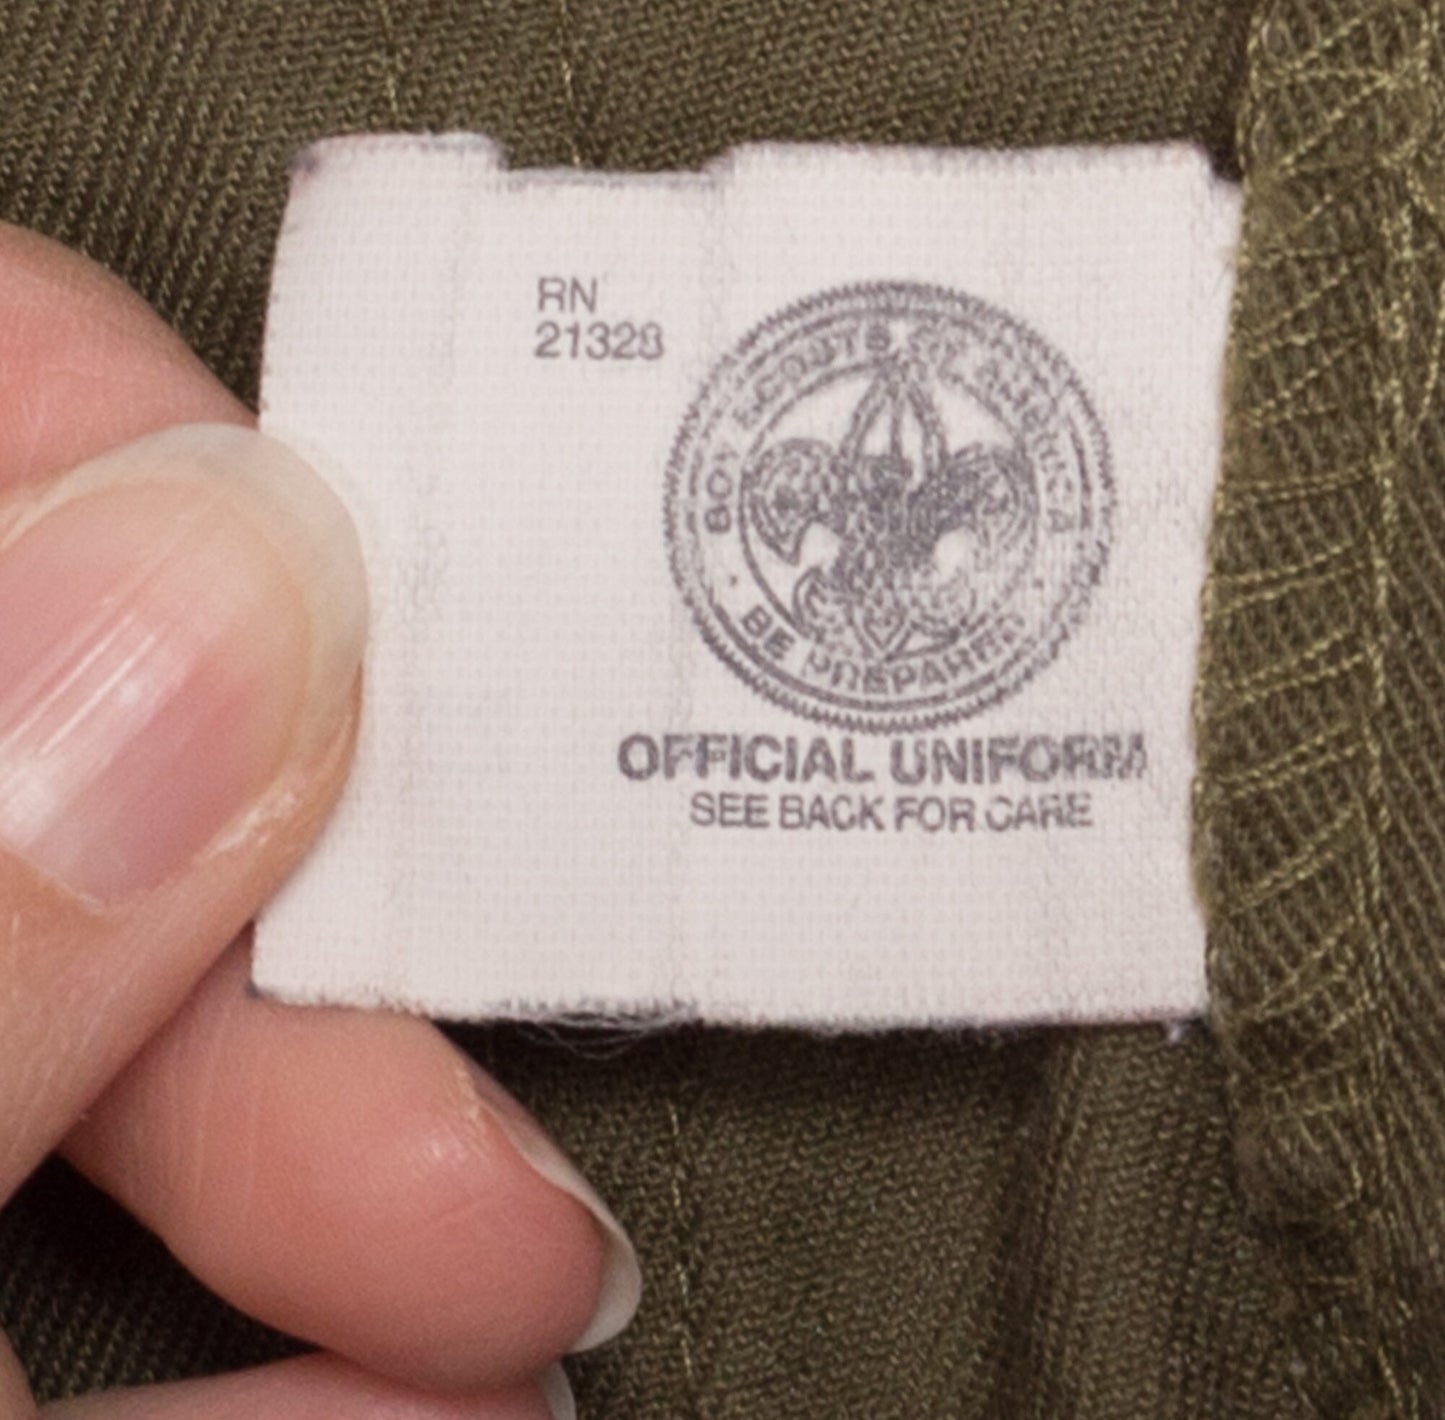 RN
21328
BOY SCOUTS OF AMERICA
BE PREPARED
OFFICIAL UNIFORM
SEE BACK FOR CARE